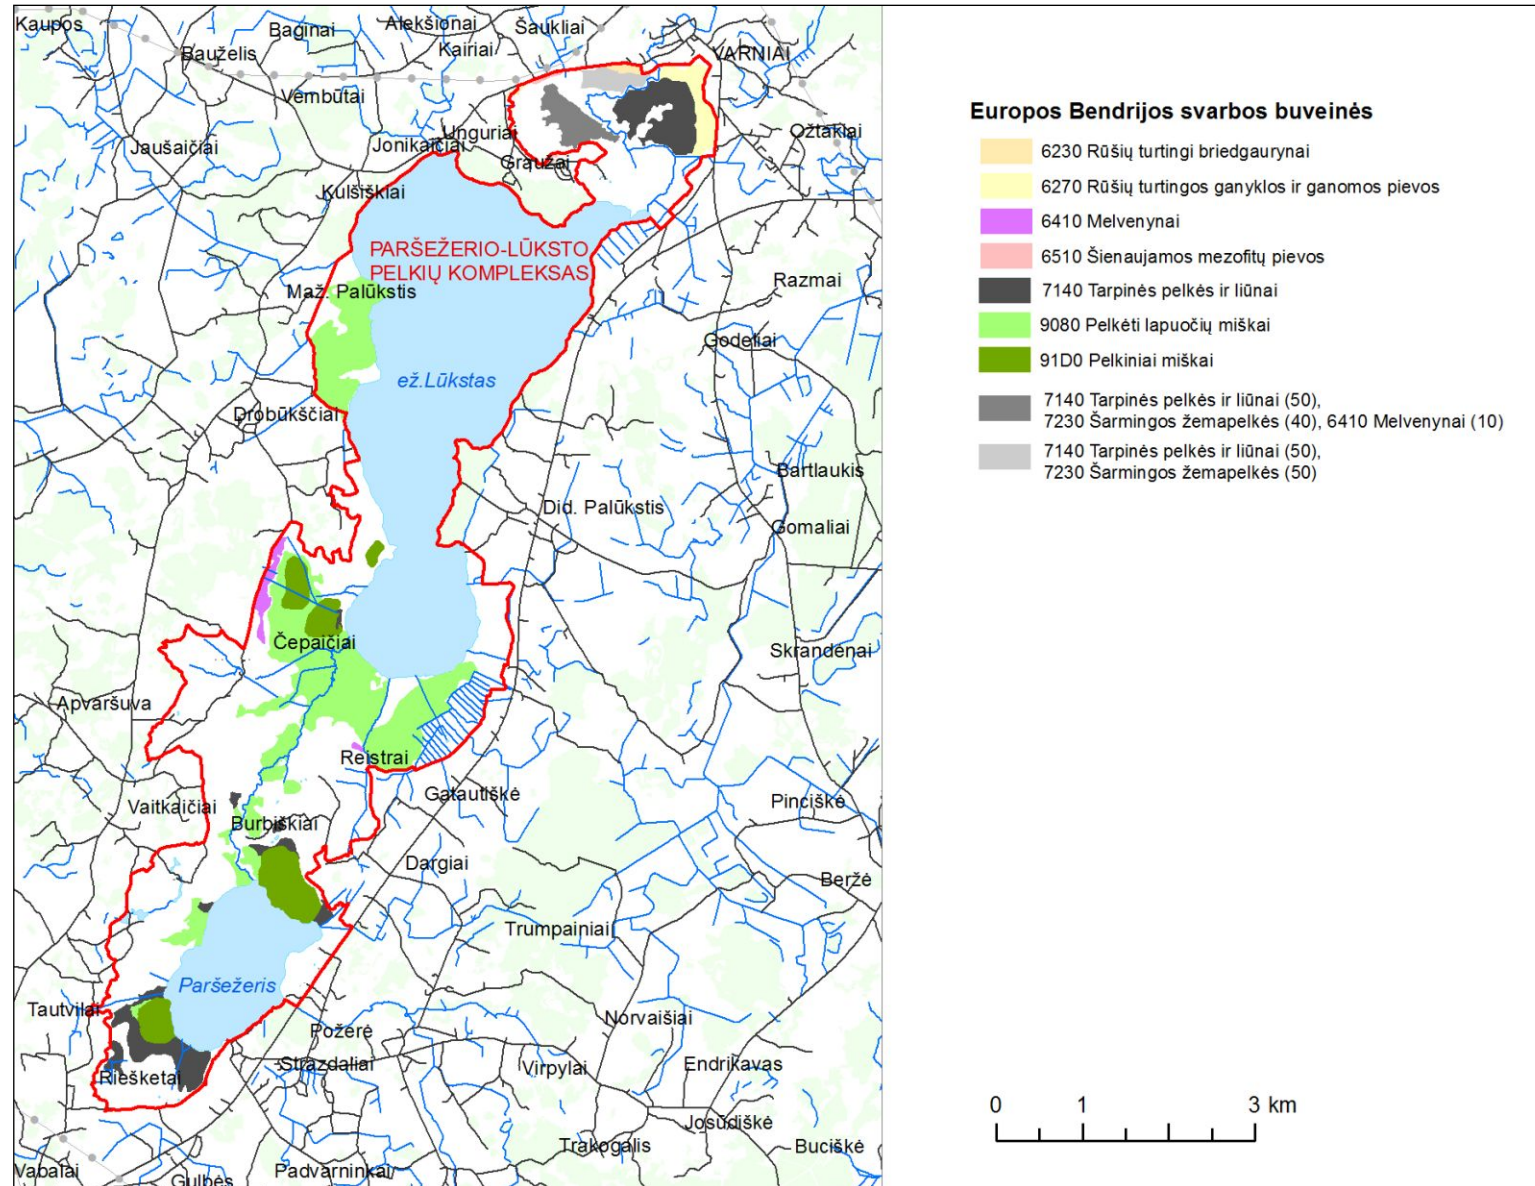 Kaupos
Baginai
Alekšionai
Šaukliai
Kairiai
Bauželis
VARNIAI
Vembūtai
Ožtakiai
Unguriai
Jonikaičiai
Jaušaičiai
Graužai
Kulšiškiai
PARŠEŽERIO-LŪKSTO
PELKIŲ KOMPLEKSAS
Razmai
Maž. Palūkstis
Godeliai
ež.Lūkstas
Drobūkščiai
Bartlaukis
Did. Palūkstis
Gomaliai
Čepaičiai
Skrandėnai
Apvaršuva
Reistrai
Gatautiškė
Pinciškė
Vaitkaičiai
Burbiškiai
Dargiai
Beržė
Trumpainiai
Paršežeris
Tautvilai
Norvaišiai
Požerė
Strazdaliai
Virpylai
Endrikavas
Riešketai
Josūdiškė
Trakogalis
Buciškė
Vabalai
Gulbės
Padvarninkai
Europos Bendrijos svarbos buveinės
6230 Rūšių turtingi briedgaurynai
6270 Rūšių turtingos ganyklos ir ganomos pievos
6410 Melvenynai
6510 Šienaujamos mezofitų pievos
7140 Tarpinės pelkės ir liūnai
9080 Pelkėti lapuočių miškai
91D0 Pelkiniai miškai
7140 Tarpinės pelkės ir liūnai (50),
7230 Šarmingos žemapelkės (40), 6410 Melvenynai (10)
7140 Tarpinės pelkės ir liūnai (50),
7230 Šarmingos žemapelkės (50)
0 1 3 km